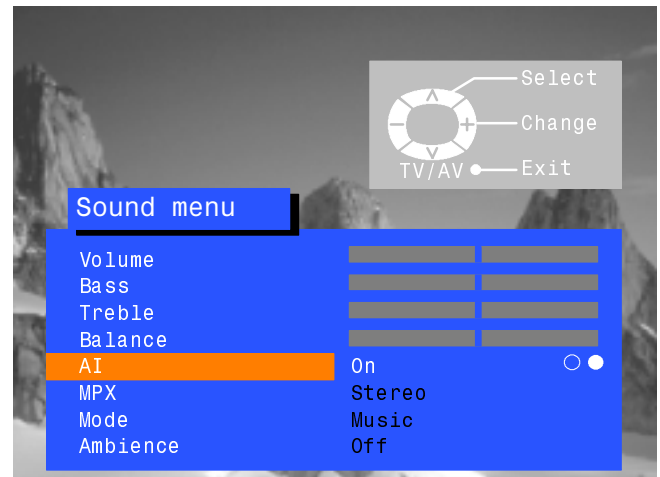 Select
Change
TV/AV Exit
Sound menu
Volume
Bass
Treble
Balance
AI On
MPX Stereo
Mode Music
Ambience Off